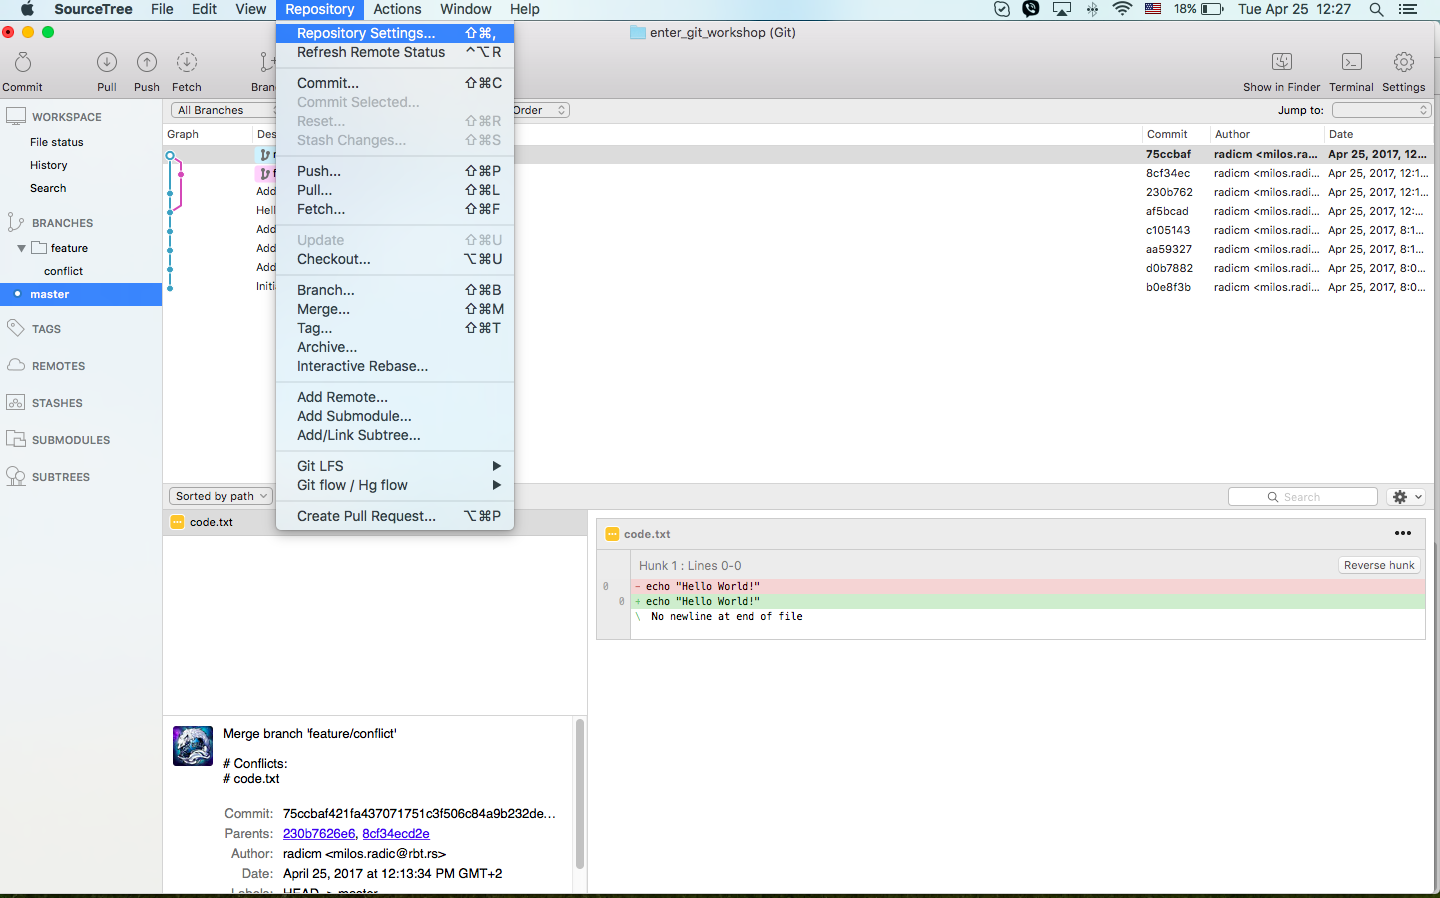 SourceTree File Edit View Repository Actions Window Help 18% Tue Apr 25 12:27
enter_git_workshop (Git)
Commit Pull Push Fetch Show in Finder Terminal Settings
All Branches Order Jump to:
Graph Commit Author Date
WORKSPACE
File status
History
Search
BRANCHES
feature
conflict
master
TAGS
REMOTES
STASHES
SUBMODULES
SUBTREES
Repository Settings... ⇧⌘,
Refresh Remote Status ^⌥R
Commit... ⇧⌘C
Commit Selected...
Reset... ⇧⌘R
Stash Changes... ⇧⌘S
Push... ⇧⌘P
Pull... ⇧⌘L
Fetch... ⇧⌘F
Update ⇧⌘U
Checkout... ⌥⌘U
Branch... ⇧⌘B
Merge... ⇧⌘M
Tag... ⇧⌘T
Archive...
Interactive Rebase...
Add Remote...
Add Submodule...
Add/Link Subtree...
Git LFS
Git flow / Hg flow
Create Pull Request... ⌥⌘P
Add
Add
Add
Add
75ccbaf radicm <milos.ra... Apr 25, 2017, 12...
8cf34ec radicm <milos.radi... Apr 25, 2017, 12:1...
230b762 radicm <milos.radi... Apr 25, 2017, 12:1...
af5bcad radicm <milos.radi... Apr 25, 2017, 12:...
c105143 radicm <milos.radi... Apr 25, 2017, 8:1...
aa59327 radicm <milos.radi... Apr 25, 2017, 8:1...
d0b7882 radicm <milos.radi... Apr 25, 2017, 8:0...
b0e8f3b radicm <milos.radi... Apr 25, 2017, 8:0...
Sorted by path Search
code.txt
code.txt •••
Hunk 1 : Lines 0-0 Reverse hunk
0 - echo "Hello World!"
0 + echo "Hello World!"
\ No newline at end of file
Merge branch 'feature/conflict'
# Conflicts:
# code.txt
Commit: 75ccbaf421fa437071751c3f506c84a9b232de...
Parents: 230b7626e6, 8cf34ecd2e
Author: radicm <milos.radic@rbt.rs>
Date: April 25, 2017 at 12:13:34 PM GMT+2
Labels: HEAD -> master